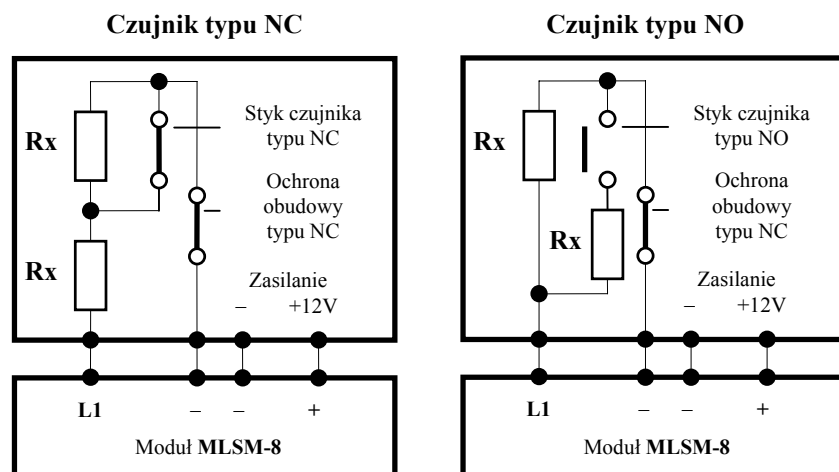 Czujnik typu NC
Rx
Styk czujnika
typu NC
Ochrona
obudowy
typu NC
Rx
Zasilanie
– +12V
L1 – – +
Moduł MLSM-8
Czujnik typu NO
Rx
Styk czujnika
typu NO
Ochrona
obudowy
typu NC
Rx
Zasilanie
– +12V
L1 – – +
Moduł MLSM-8